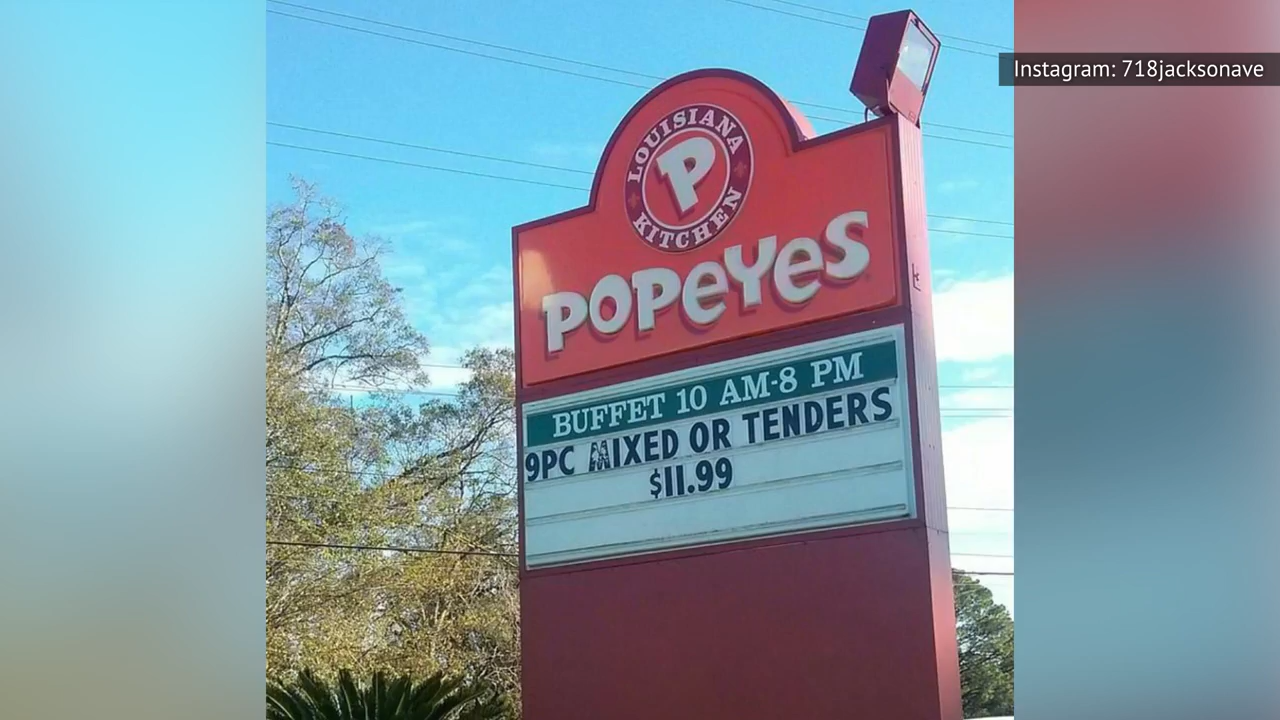 Instagram: 718jacksonave
LOUISIANA
P
KITCHEN
POPEYES
BUFFET 10 AM-8 PM
9PC MIXED OR TENDERS
$11.99